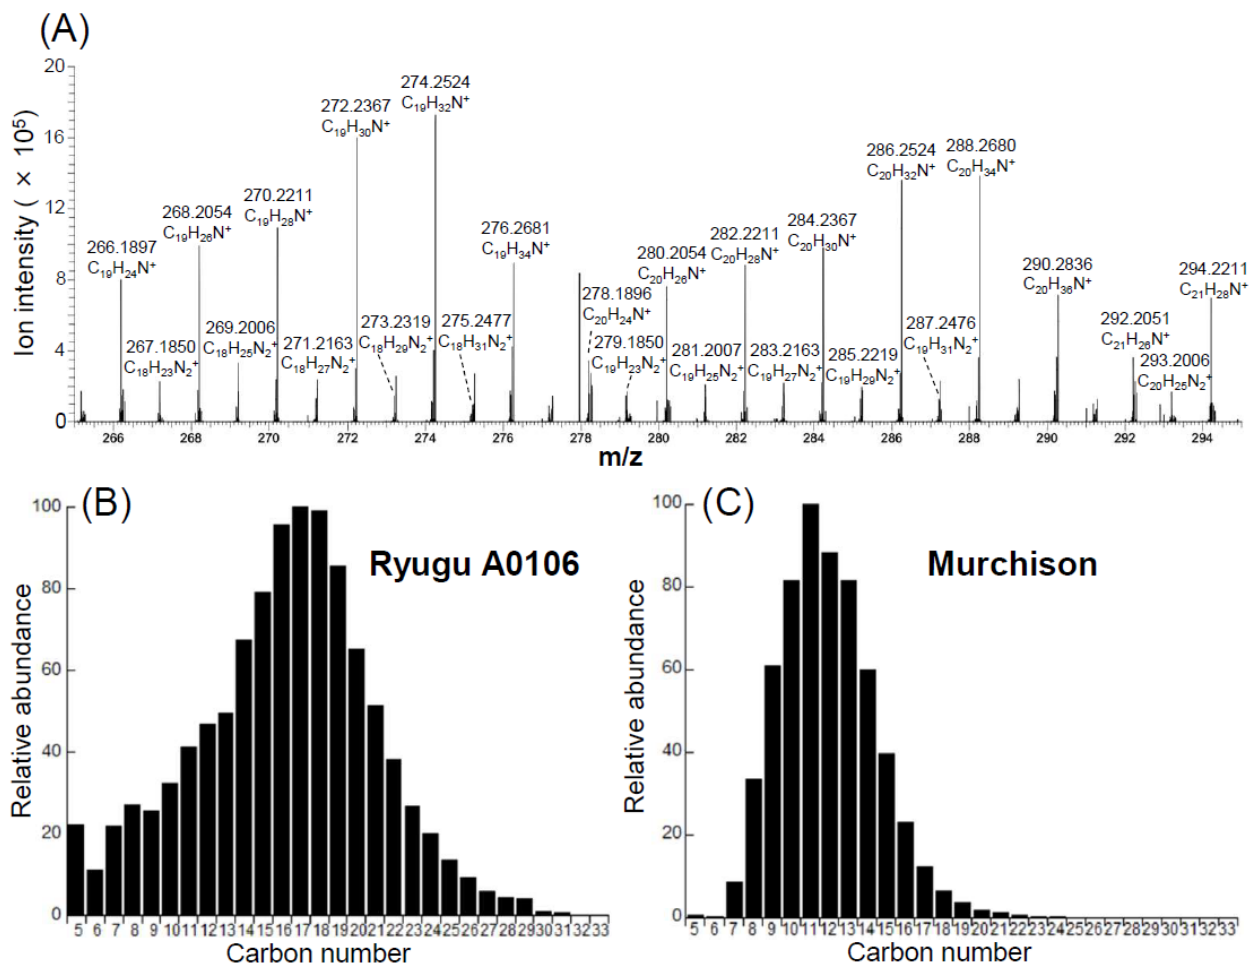 (A)
Ion intensity ( × 10⁵)
20
16
12
8
4
0
266.1897
C₁₉H₂₄N⁺
267.1850
C₁₈H₂₃N₂⁺
268.2054
C₁₉H₂₆N⁺
269.2006
C₁₈H₂₅N₂⁺
270.2211
C₁₉H₂₈N⁺
271.2163
C₁₈H₂₇N₂⁺
272.2367
C₁₉H₃₀N⁺
273.2319
C₁₈H₂₉N₂⁺
274.2524
C₁₉H₃₂N⁺
275.2477
C₁₈H₃₁N₂⁺
276.2681
C₁₉H₃₄N⁺
278.1896
C₂₀H₂₄N⁺
279.1850
C₁₉H₂₃N₂⁺
280.2054
C₂₀H₂₆N⁺
281.2007
C₁₉H₂₅N₂⁺
282.2211
C₂₀H₂₈N⁺
283.2163
C₁₉H₂₇N₂⁺
284.2367
C₂₀H₃₀N⁺
285.2219
C₁₉H₂₉N₂⁺
286.2524
C₂₀H₃₂N⁺
287.2476
C₁₉H₃₁N₂⁺
288.2680
C₂₀H₃₄N⁺
290.2836
C₂₀H₃₆N⁺
292.2051
C₂₁H₂₆N⁺
293.2006
C₂₀H₂₅N₂⁺
294.2211
C₂₁H₂₈N⁺
266 268 270 272 274 276 278 280 282 284 286 288 290 292 294
m/z
(B)
Ryugu A0106
Relative abundance
100
80
60
40
20
0
5 6 7 8 9 10 11 12 13 14 15 16 17 18 19 20 21 22 23 24 25 26 27 28 29 30 31 32 33
Carbon number
(C)
Murchison
Relative abundance
100
80
60
40
20
0
5 6 7 8 9 10 11 12 13 14 15 16 17 18 19 20 21 22 23 24 25 26 27 28 29 30 31 32 33
Carbon number